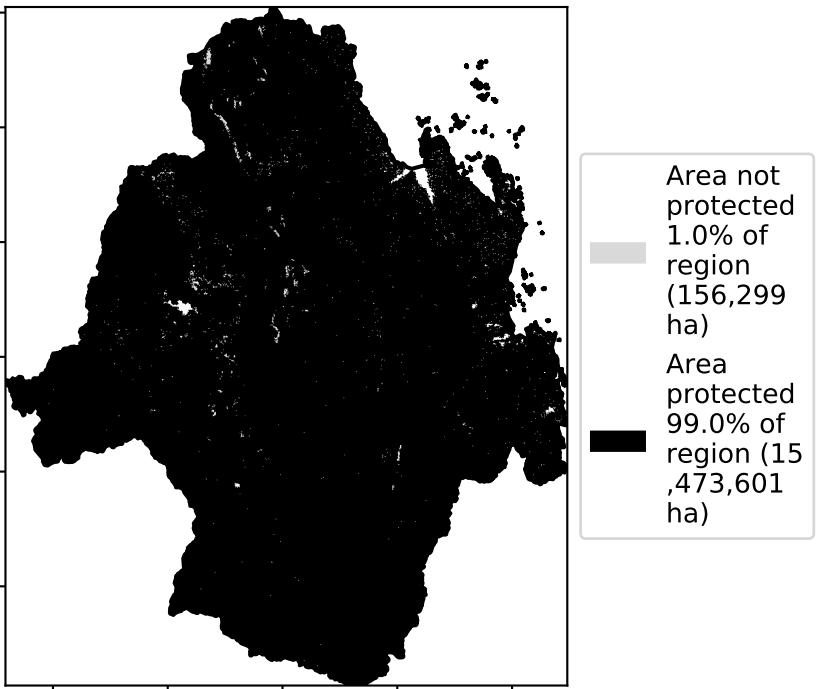 Area not
protected
1.0% of
region
(156,299
ha)
Area
protected
99.0% of
region (15
,473,601
ha)